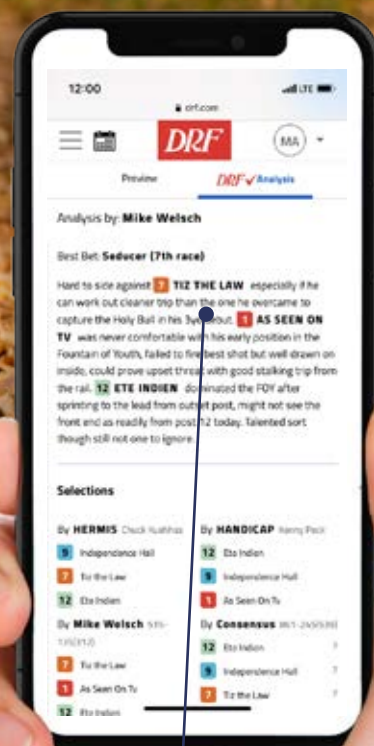 12:00
LTE
drf.com
DRF
MA
Preview
DRF Analysis
Analysis by: Mike Welsch
Best Bet: Seducer (7th race)
Hard to side against 7 TIZ THE LAW especially if he
can work out cleaner trip than the one he overcame to
capture the Holy Bull in his 3yo debut. 1 AS SEEN ON
TV was never comfortable with his early position in the
Fountain of Youth, failed to fire best shot but well drawn on
inside, could prove upset threat with good stalking trip from
the rail. 12 ETE INDIEN dominated the FOY after
sprinting to the lead from outset post, might not see the
front end as readily from post 12 today. Talented sort
though still not one to ignore.
Selections
By HERMIS Chuck
9 Independence Hall
7 Tiz the Law
12 Ete Indien
By HANDICAP Kenny Peck
12 Ete Indien
9 Independence Hall
1 As Seen On Tv
By Mike Welsch
7 Tiz the Law
1 As Seen On Tv
12 Ete Indien
By Consensus
12 Ete Indien 7
9 Independence Hall 7
7 Tiz the Law 7